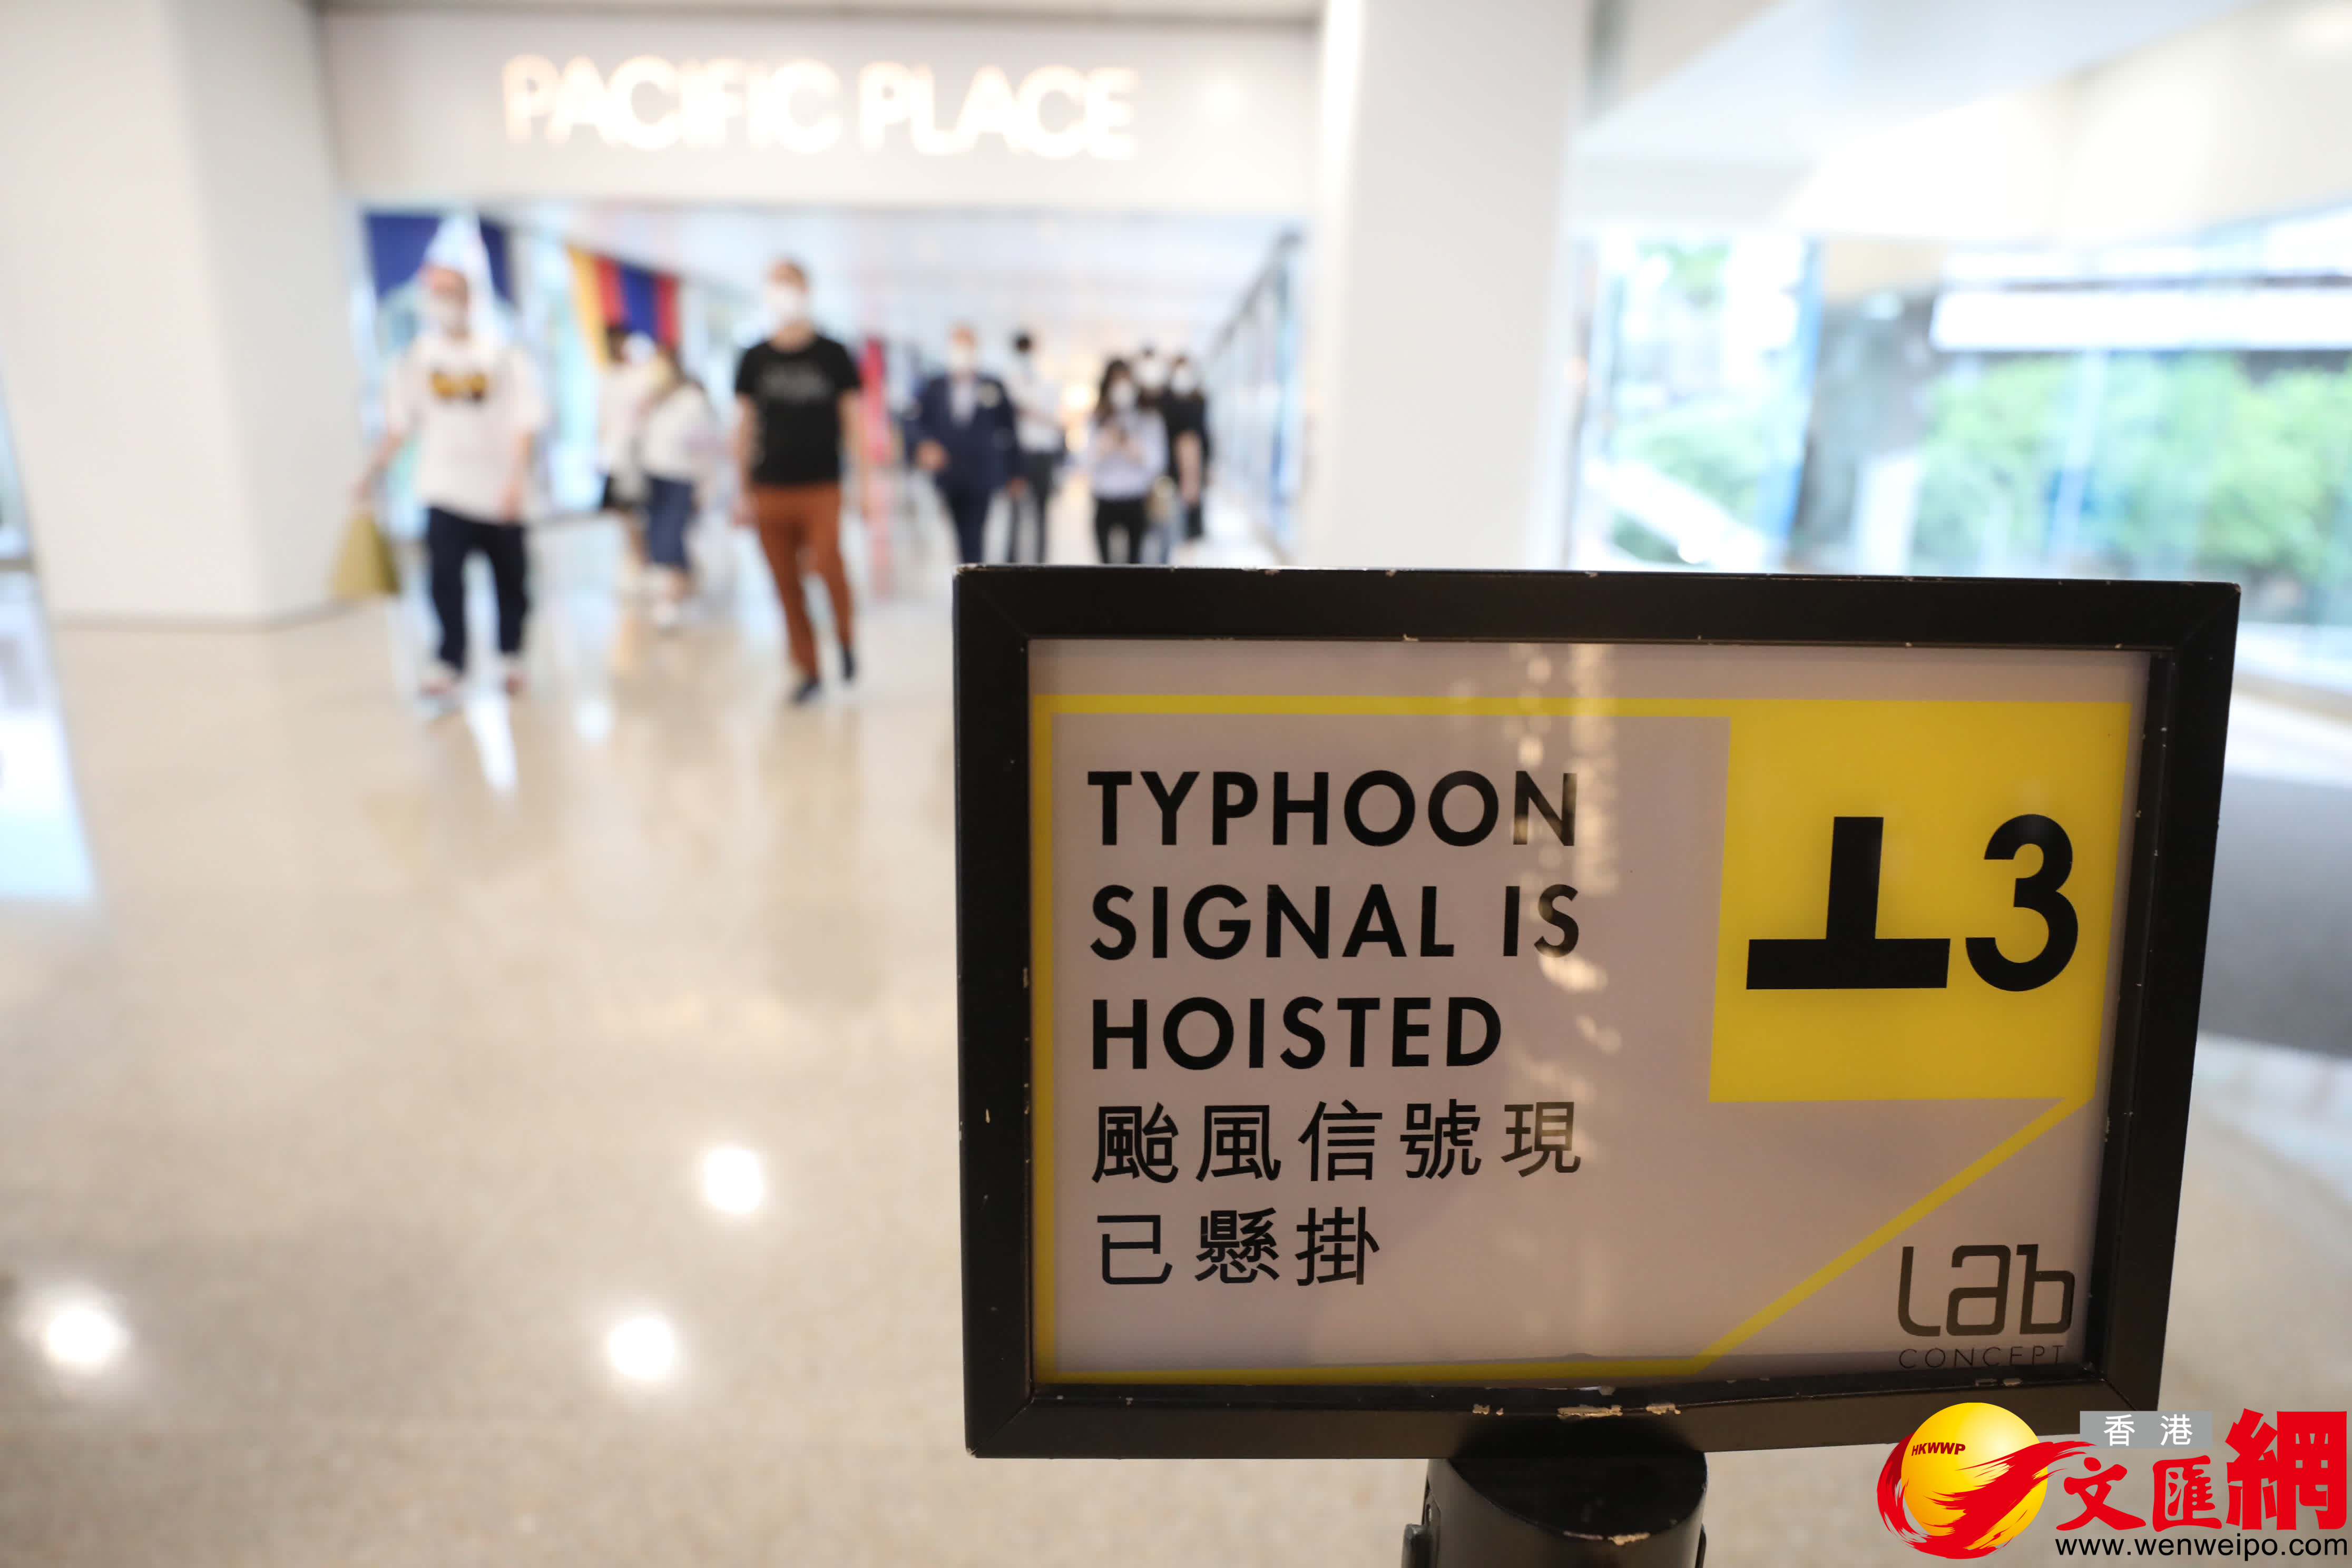 PACIFIC PLACE
TYPHOON
SIGNAL IS
HOISTED
颱風信號現
已懸掛
⊥3
Lab
CONCEPT
HKWWP
香港
文匯網
www.wenweipo.com